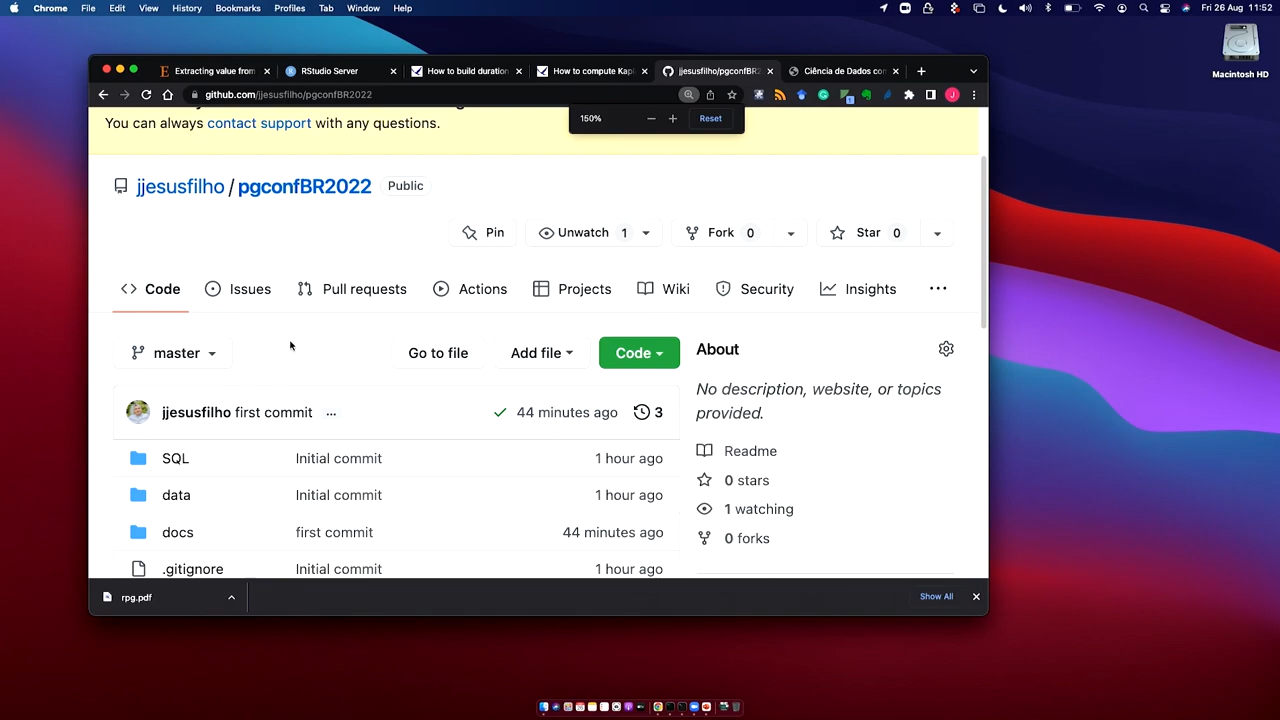 Chrome File Edit View History Bookmarks Profiles Tab Window Help Fri 26 Aug 11:52
Macintosh HD
Extracting value from
RStudio Server
How to build duration
How to compute Kap
jjesusfilho/pgconfBR2
Ciência de Dados con
github.com/jjesusfilho/pgconfBR2022
150% Reset
You can always contact support with any questions.
jjesusfilho / pgconfBR2022 Public
Pin Unwatch 1 Fork 0 Star 0
Code Issues Pull requests Actions Projects Wiki Security Insights
master Go to file Add file Code About
No description, website, or topics
provided.
jjesusfilho first commit ... 44 minutes ago 3
SQL Initial commit 1 hour ago
data Initial commit 1 hour ago
docs first commit 44 minutes ago
.gitignore Initial commit 1 hour ago
Readme
0 stars
1 watching
0 forks
rpg.pdf Show All